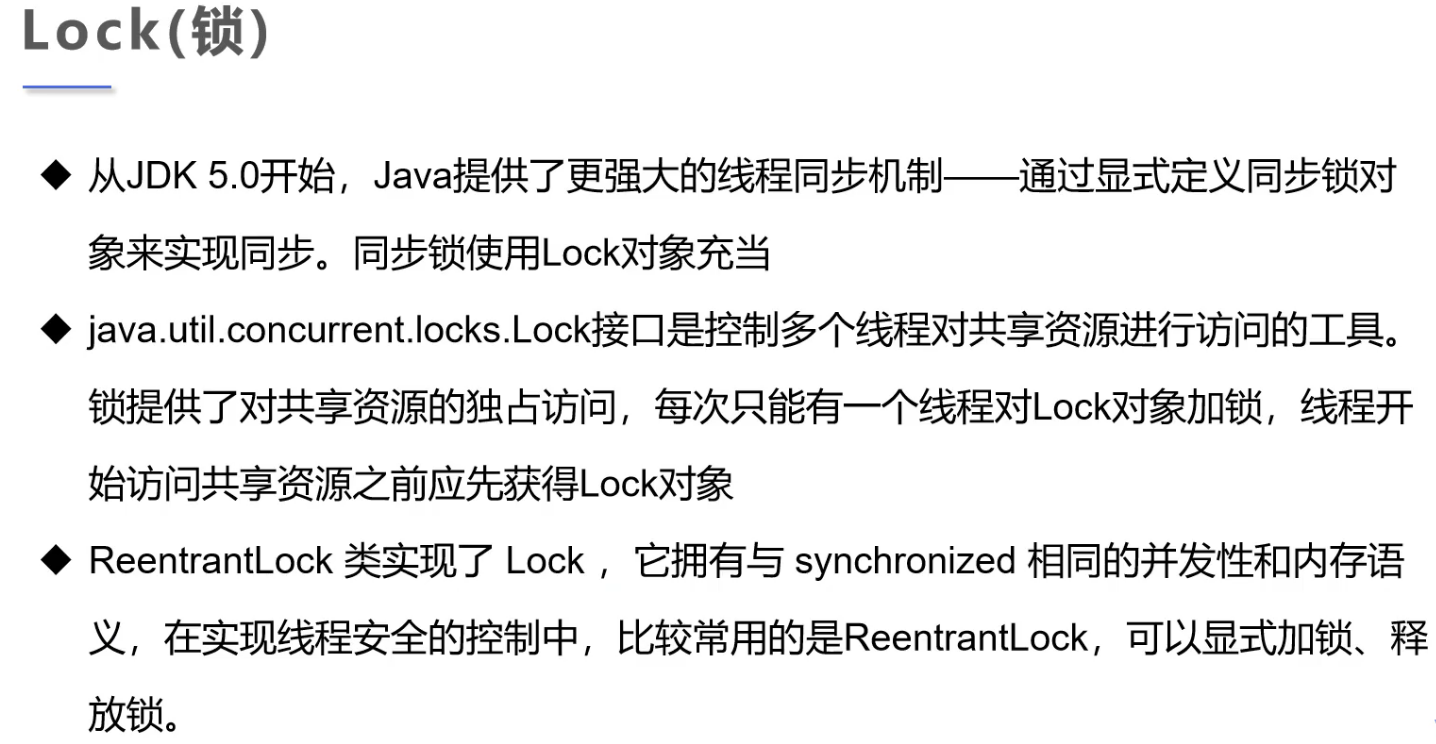 Lock(锁)
◆ 从JDK 5.0开始，Java提供了更强大的线程同步机制——通过显式定义同步锁对
象来实现同步。同步锁使用Lock对象充当
◆ java.util.concurrent.locks.Lock接口是控制多个线程对共享资源进行访问的工具。
锁提供了对共享资源的独占访问，每次只能有一个线程对Lock对象加锁，线程开
始访问共享资源之前应先获得Lock对象
◆ ReentrantLock 类实现了 Lock ，它拥有与 synchronized 相同的并发性和内存语
义，在实现线程安全的控制中，比较常用的是ReentrantLock，可以显式加锁、释
放锁。